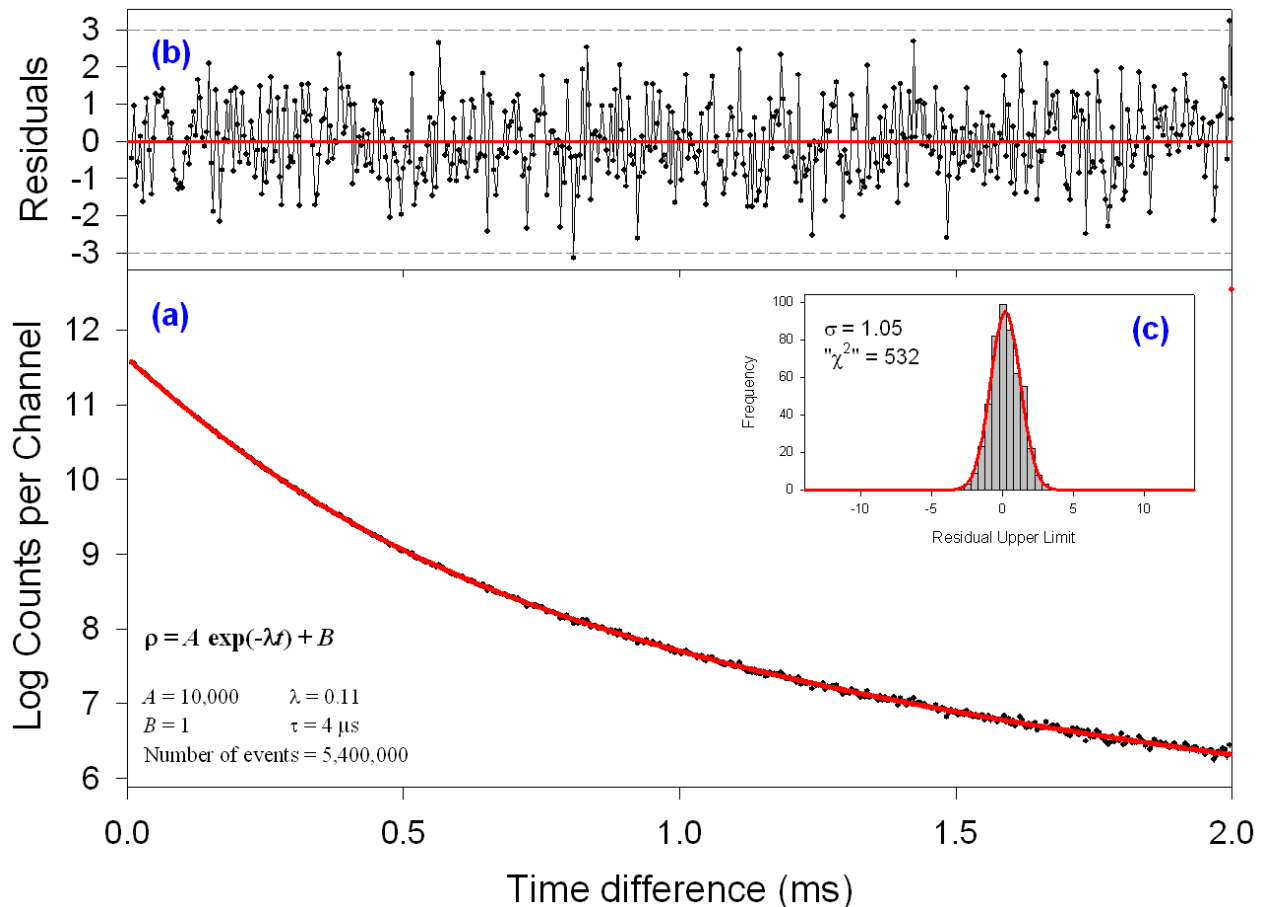 Residuals
3
2
1
0
-1
-2
-3
(b)
Log Counts per Channel
12
11
10
9
8
7
6
(a)
ρ = A exp(-λt) + B
A = 10,000 λ = 0.11
B = 1 τ = 4 µs
Number of events = 5,400,000
(c)
σ = 1.05
"χ²" = 532
Frequency
100
80
60
40
20
0
-10 -5 0 5 10
Residual Upper Limit
0.0 0.5 1.0 1.5 2.0
Time difference (ms)